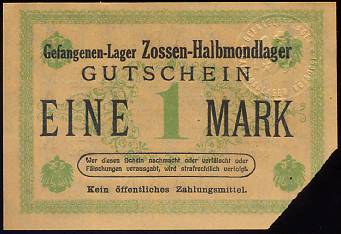 Gefangenen-Lager Zossen-Halbmondlager
GUTSCHEIN
EINE 1 MARK
Wer diesen Schein nachmacht oder verfälscht oder
Fälschungen verausgabt, wird strafrechtlich verfolgt.
Kein öffentliches Zahlungsmittel.